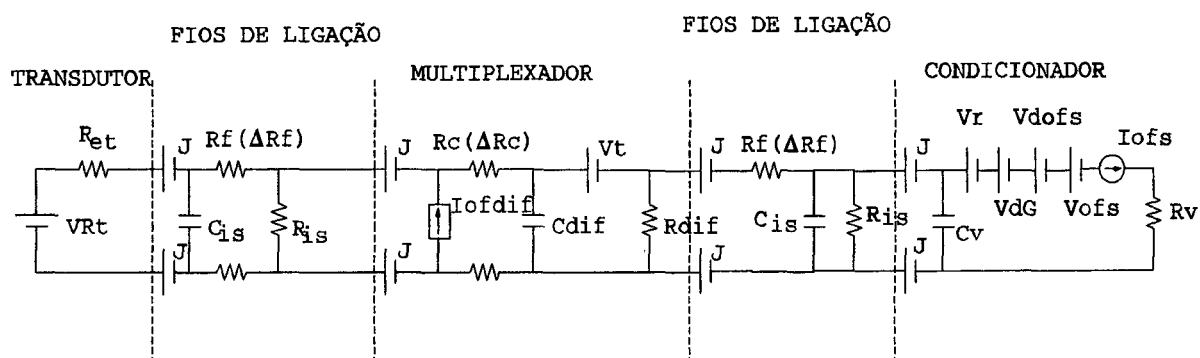 FIOS DE LIGAÇÃO
FIOS DE LIGAÇÃO
TRANSDUTOR
MULTIPLEXADOR
CONDICIONADOR
Vr
Vdofs
Ret
J
Rf(ΔRf)
J
Rc(ΔRc)
Vt
J
Rf(ΔRf)
J
Iofs
VRt
Cis
Ris
Iofdif
Cdif
Rdif
Cis
Ris
Cv
VdG
Vofs
Rv
J
J
J
J